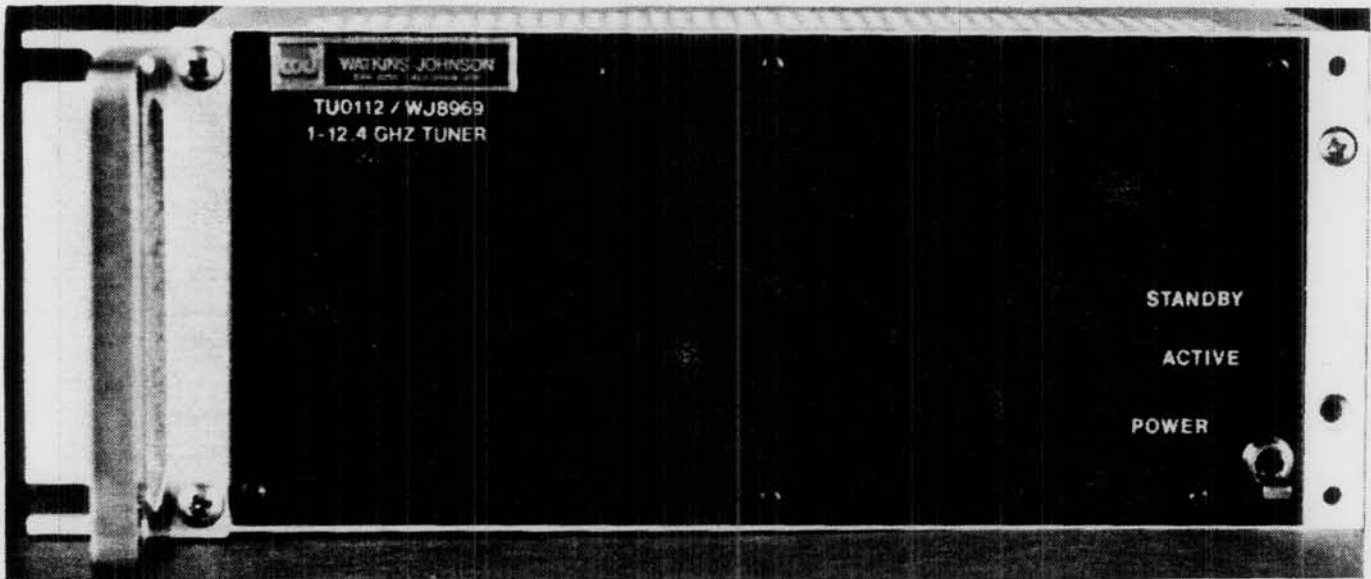 WATKINS-JOHNSON
TU0112 / WJ8969
1-12.4 GHZ TUNER
STANDBY
ACTIVE
POWER